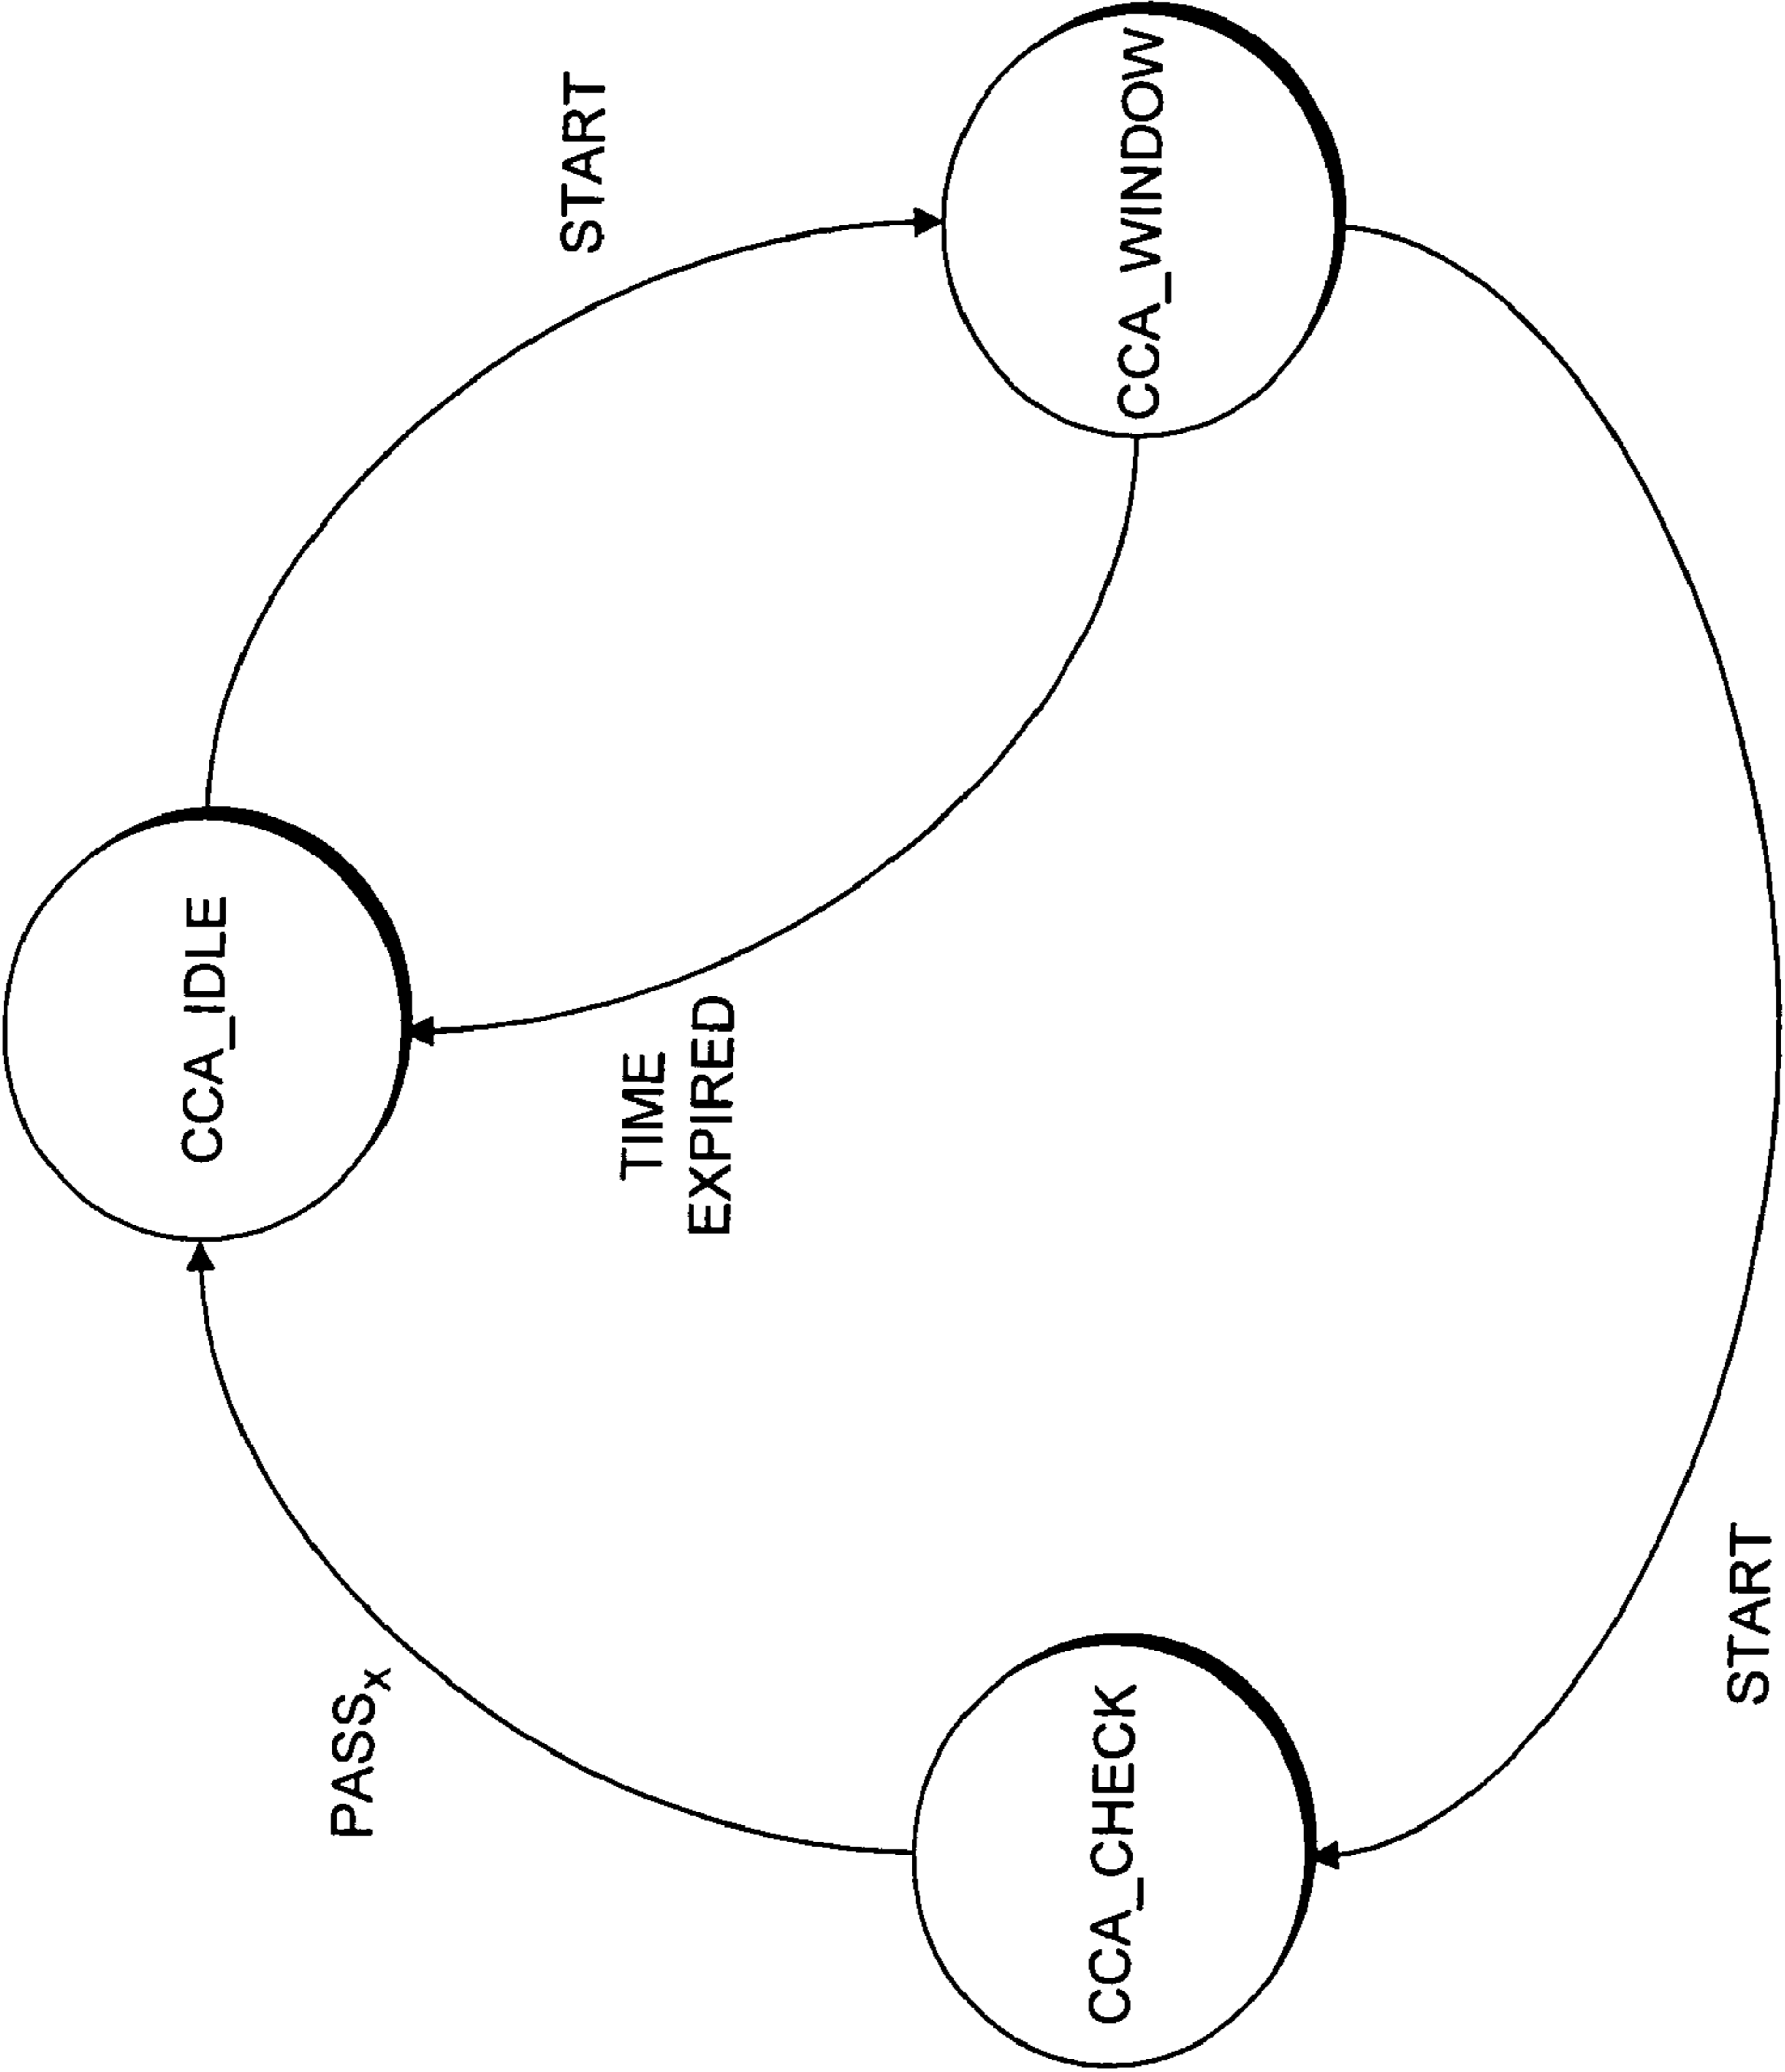 CCA_IDLE
PASSx
START
TIME
EXPIRED
CCA_CHECK
CCA_WINDOW
START